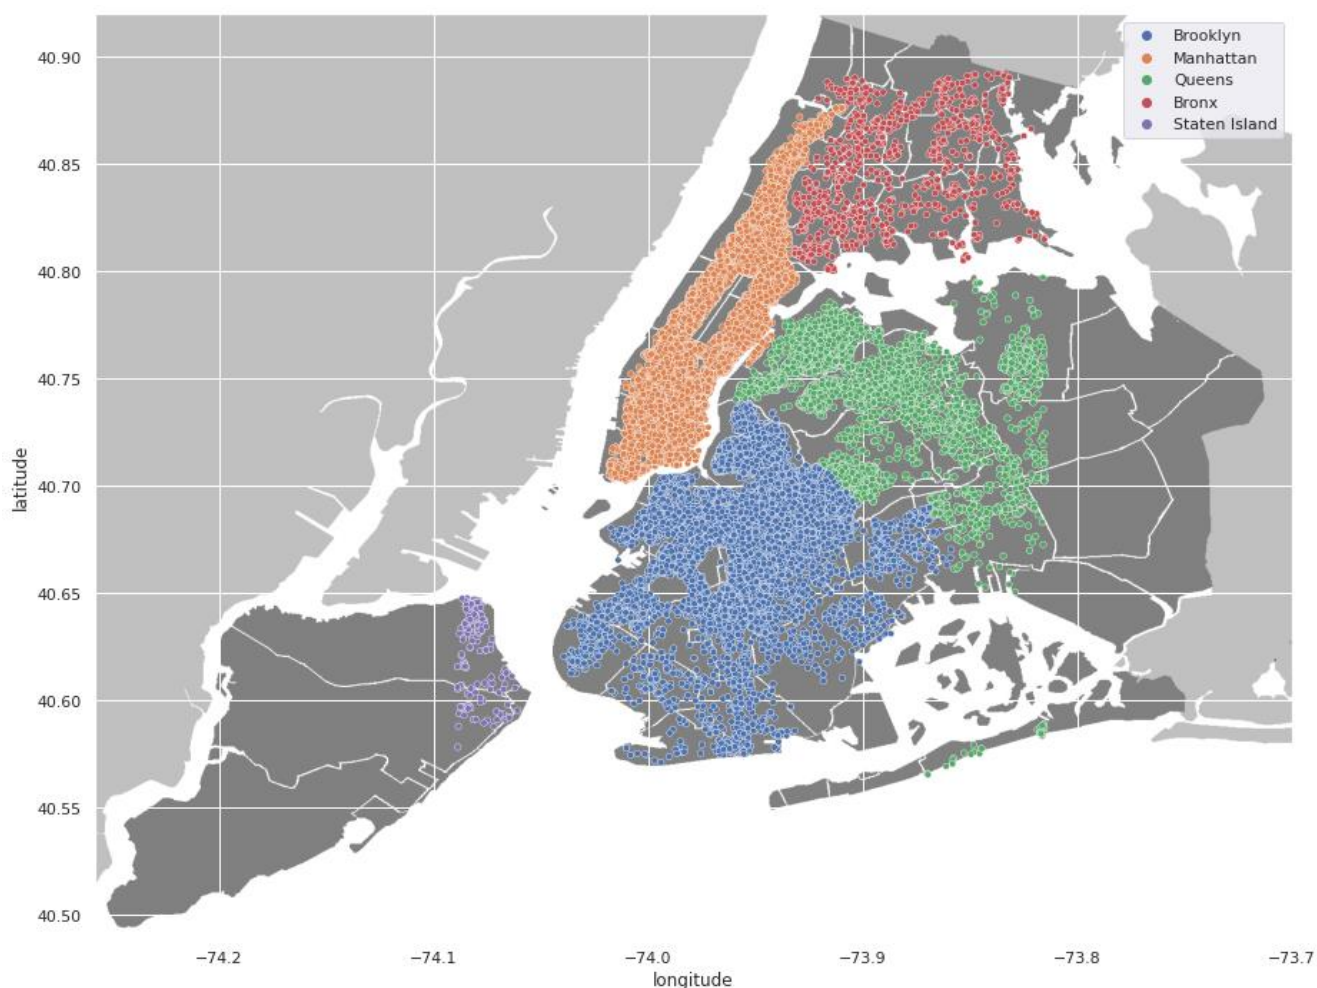 Brooklyn
Manhattan
Queens
Bronx
Staten Island
40.90
40.85
40.80
40.75
40.70
40.65
40.60
40.55
40.50
latitude
−74.2 −74.1 −74.0 −73.9 −73.8 −73.7
longitude